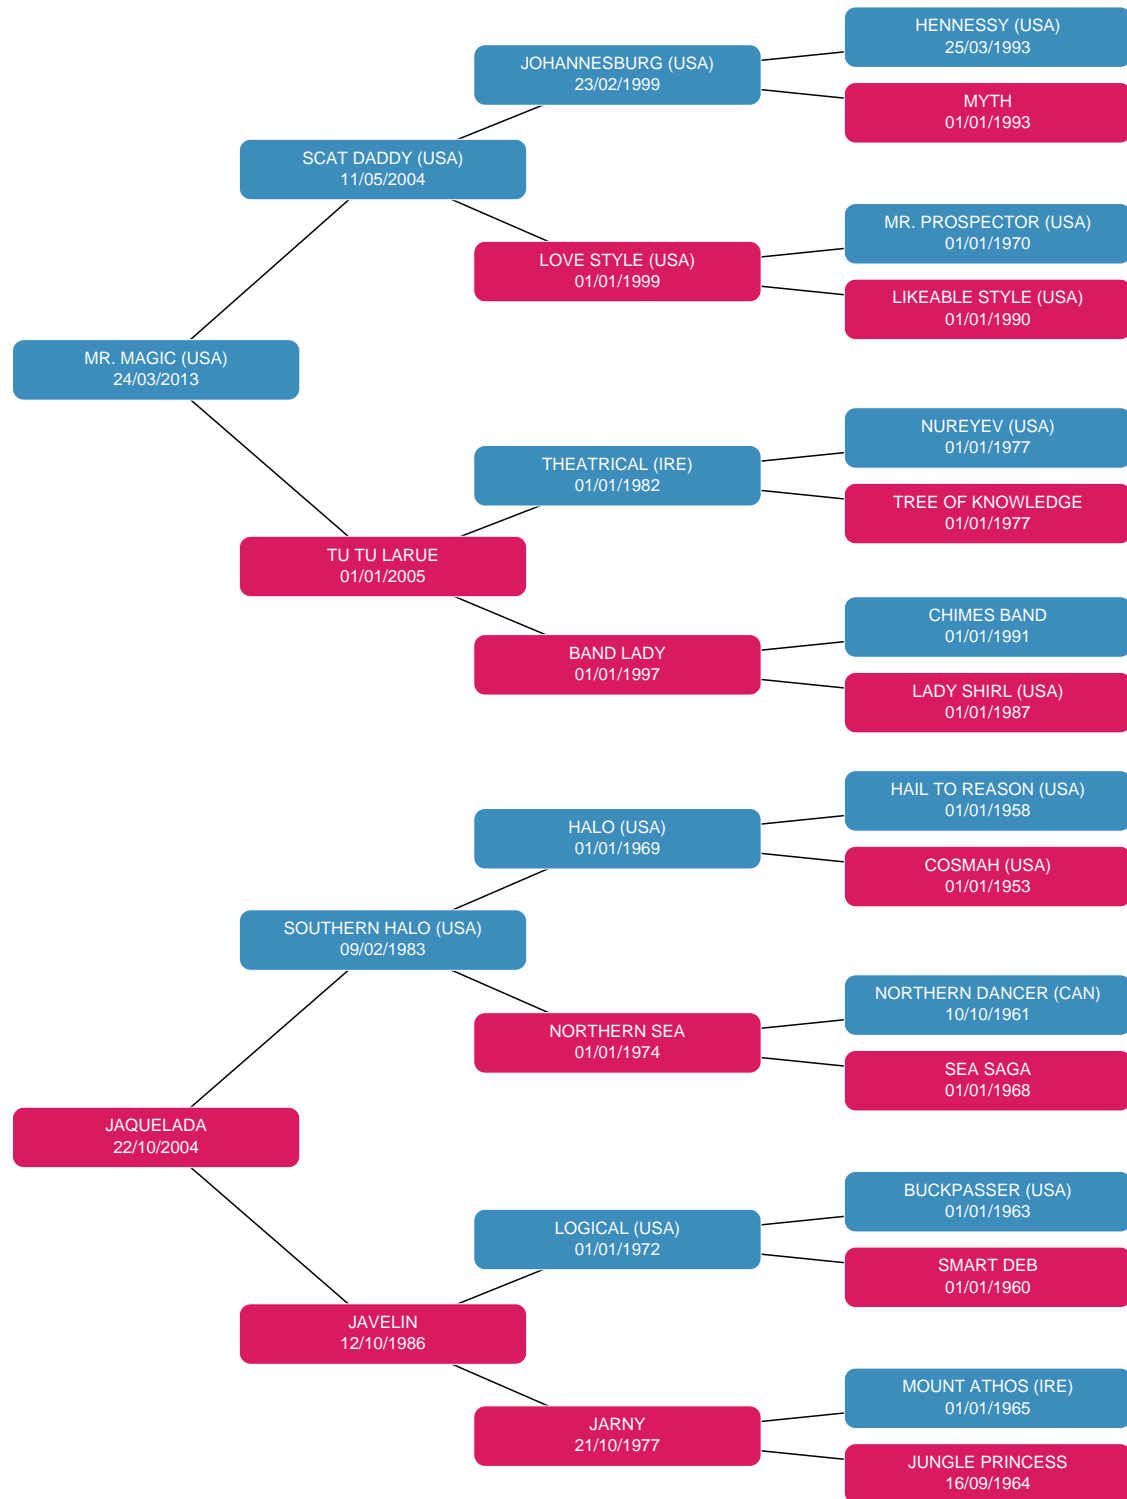 HENNESSY (USA)
25/03/1993
JOHANNESBURG (USA)
23/02/1999
MYTH
01/01/1993
SCAT DADDY (USA)
11/05/2004
MR. PROSPECTOR (USA)
01/01/1970
LOVE STYLE (USA)
01/01/1999
LIKEABLE STYLE (USA)
01/01/1990
MR. MAGIC (USA)
24/03/2013
NUREYEV (USA)
01/01/1977
THEATRICAL (IRE)
01/01/1982
TREE OF KNOWLEDGE
01/01/1977
TU TU LARUE
01/01/2005
CHIMES BAND
01/01/1991
BAND LADY
01/01/1997
LADY SHIRL (USA)
01/01/1987
HAIL TO REASON (USA)
01/01/1958
HALO (USA)
01/01/1969
COSMAH (USA)
01/01/1953
SOUTHERN HALO (USA)
09/02/1983
NORTHERN DANCER (CAN)
10/10/1961
NORTHERN SEA
01/01/1974
SEA SAGA
01/01/1968
JAQUELADA
22/10/2004
BUCKPASSER (USA)
01/01/1963
LOGICAL (USA)
01/01/1972
SMART DEB
01/01/1960
JAVELIN
12/10/1986
MOUNT ATHOS (IRE)
01/01/1965
JARNY
21/10/1977
JUNGLE PRINCESS
16/09/1964